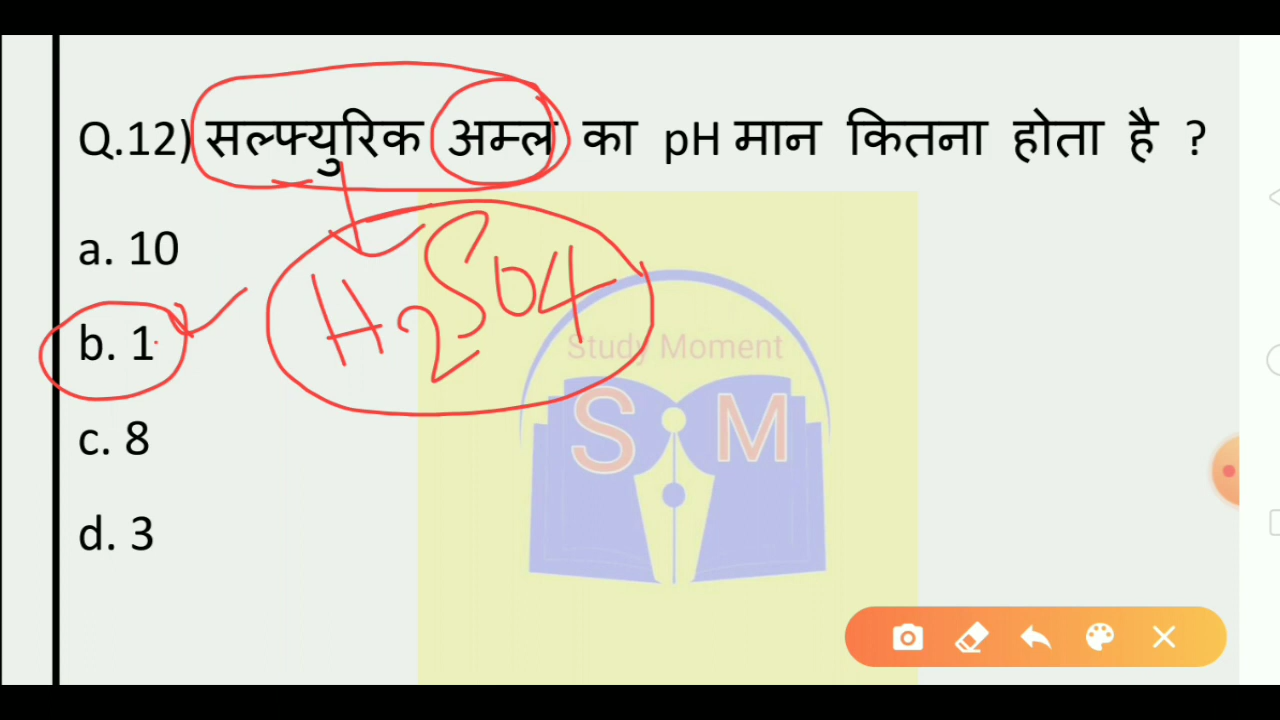 Q.12) सल्फ्युरिक अम्ल का pH मान कितना होता है ?
a. 10
H2SO4
b. 1
Study Moment
S M
c. 8
d. 3